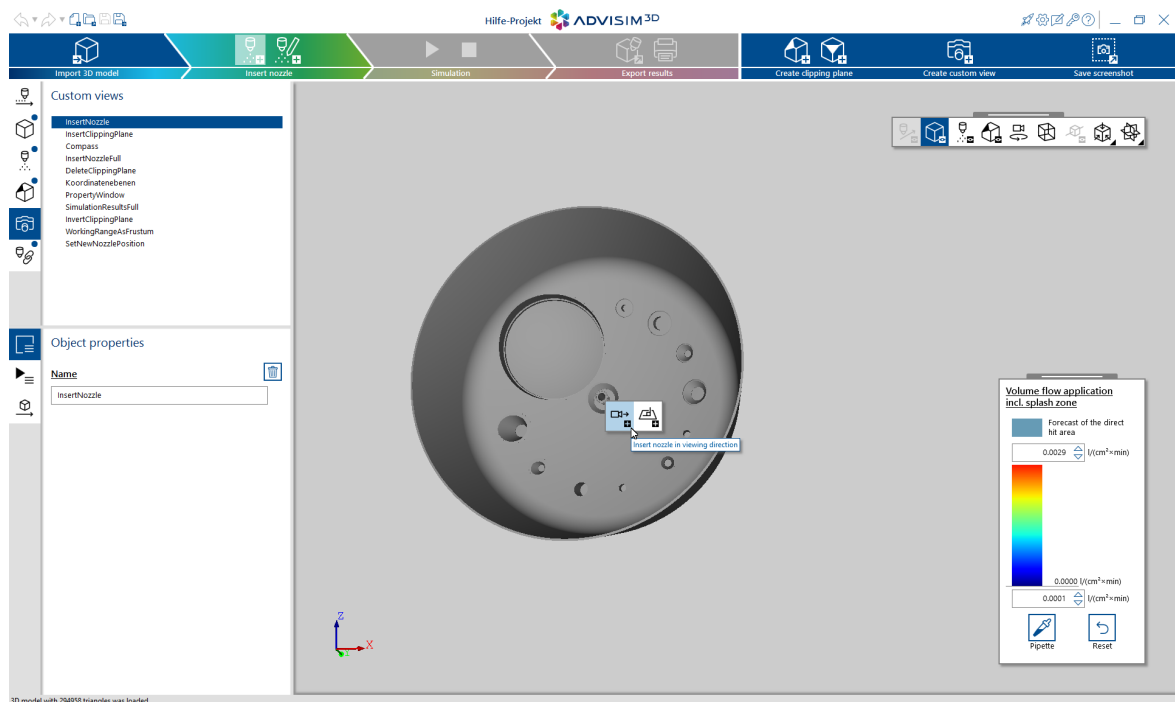 Hilfe-Projekt ADVISIM3D
Import 3D model
Insert nozzle
Simulation
Export results
Create clipping plane
Create custom view
Save screenshot
Custom views
InsertNozzle
InsertClippingPlane
Compass
InsertNozzleFull
DeleteClippingPlane
Koordinatenebenen
PropertyWindow
SimulationResultsFull
InvertClippingPlane
WorkingRangeAsFrustum
SetNewNozzlePosition
Object properties
Name
InsertNozzle
Insert nozzle in viewing direction
Z
X
Volume flow application
incl. splash zone
Forecast of the direct
hit area
0.0029 l/(cm²×min)
0.0000 l/(cm²×min)
0.0001 l/(cm²×min)
Pipette
Reset
3D model with 294958 triangles was loaded